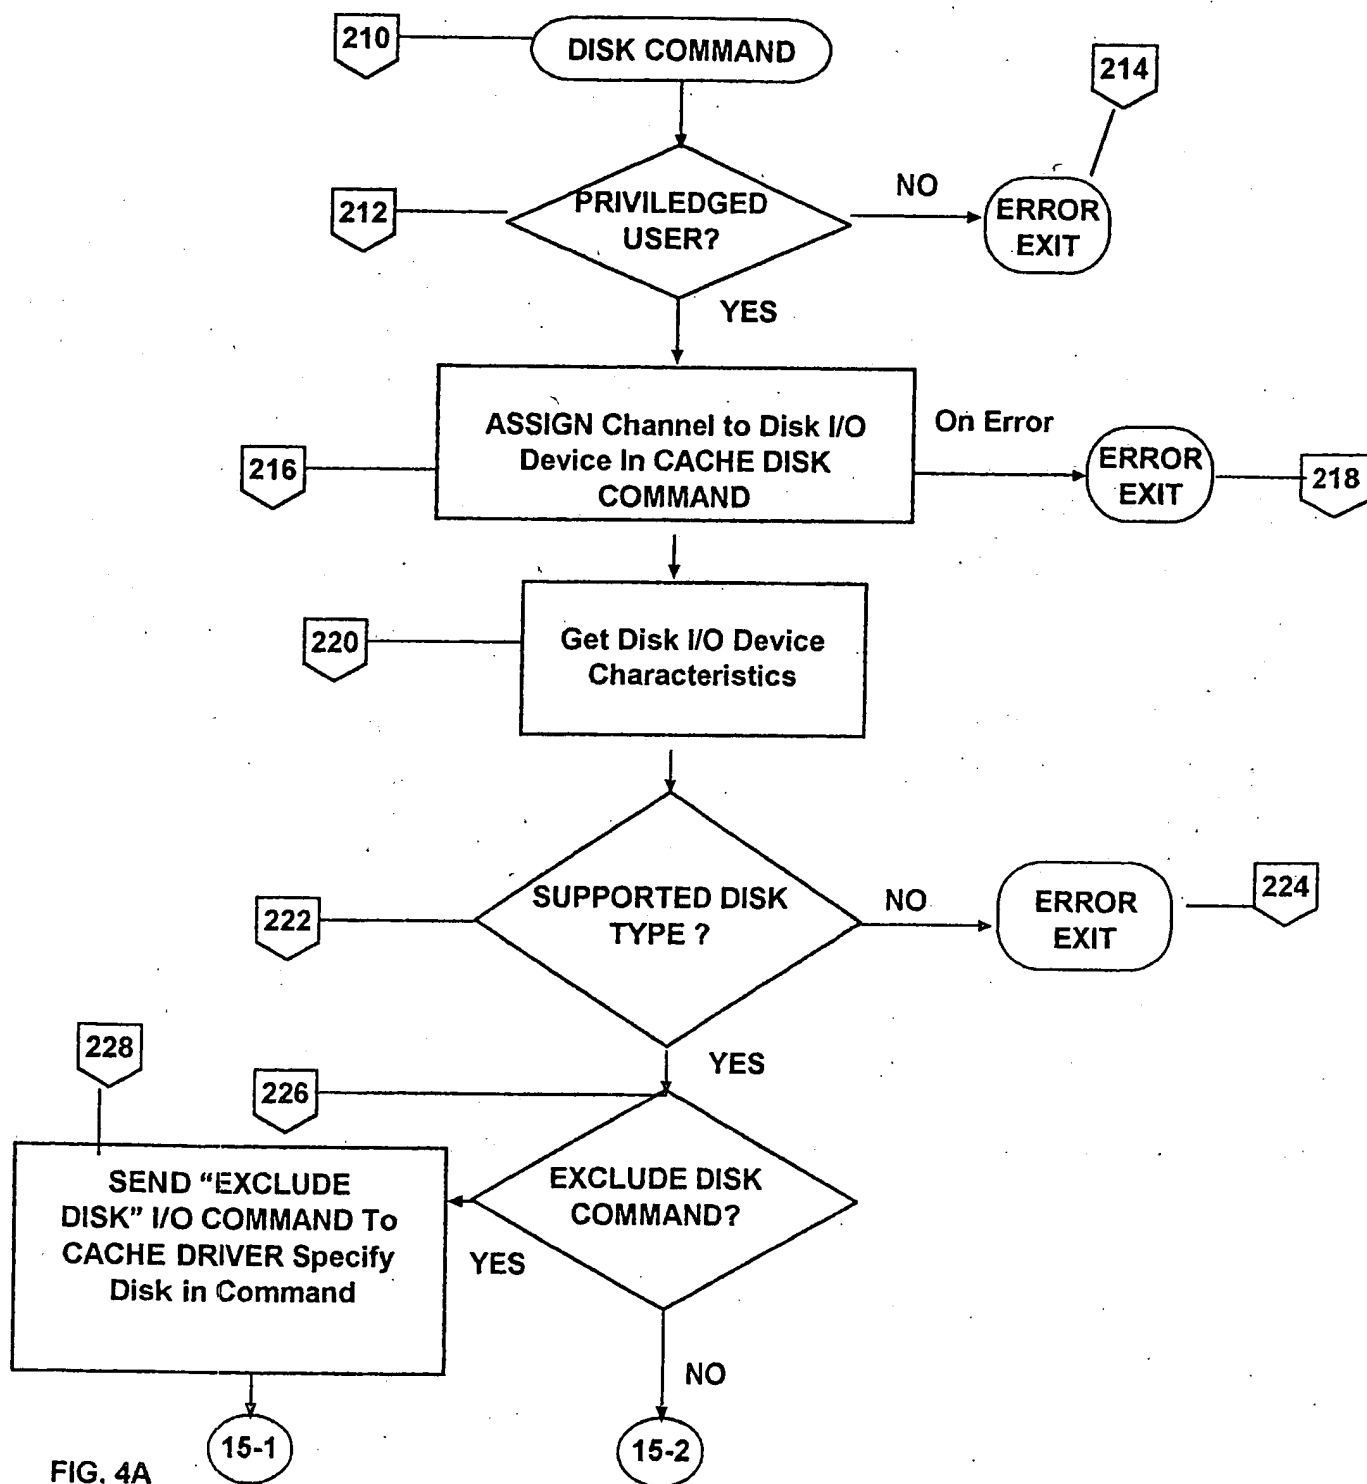 210
DISK COMMAND
214
212
PRIVILEDGED
USER?
NO
ERROR
EXIT
YES
216
ASSIGN Channel to Disk I/O
Device In CACHE DISK
COMMAND
On Error
ERROR
EXIT
218
220
Get Disk I/O Device
Characteristics
222
SUPPORTED DISK
TYPE ?
NO
ERROR
EXIT
224
YES
228
226
SEND “EXCLUDE
DISK” I/O COMMAND To
CACHE DRIVER Specify
Disk in Command
YES
EXCLUDE DISK
COMMAND?
NO
15-1
15-2
FIG. 4A